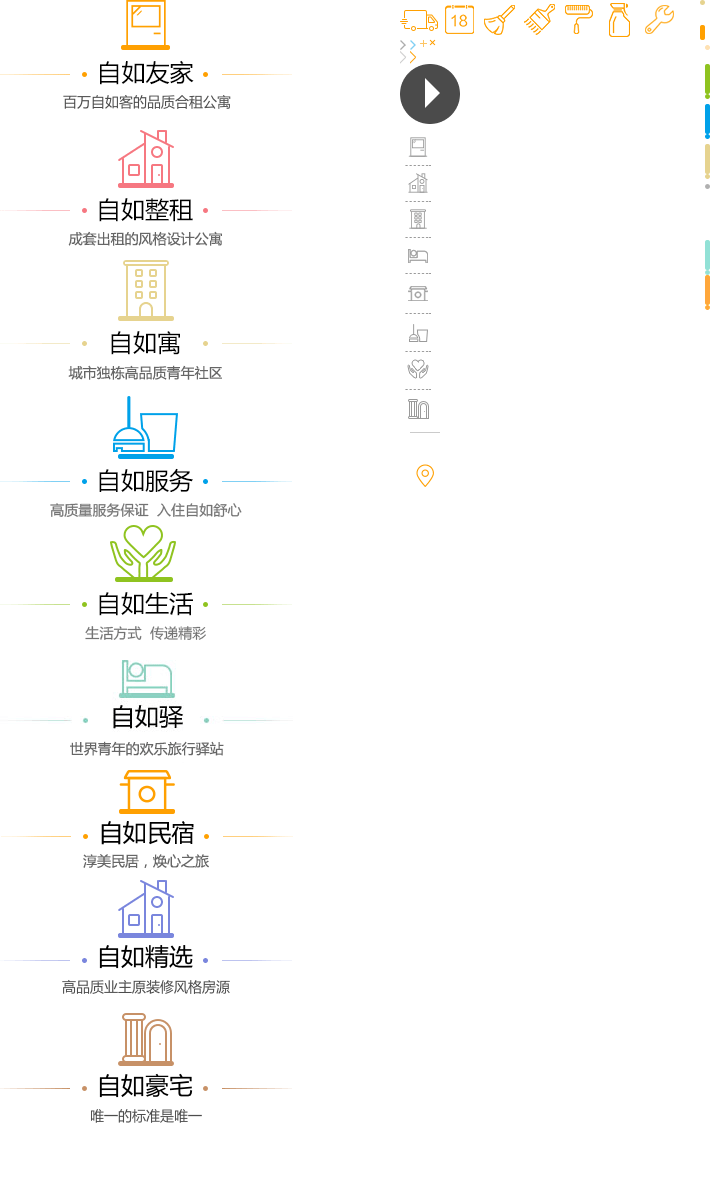 自如友家
百万自如客的品质合租公寓
自如整租
成套出租的风格设计公寓
自如寓
城市独栋高品质青年社区
自如服务
高质量服务保证 入住自如舒心
自如生活
生活方式 传递精彩
自如驿
世界青年的欢乐旅行驿站
自如民宿
淳美民居，焕心之旅
自如精选
高品质业主原装修风格房源
自如豪宅
唯一的标准是唯一
18